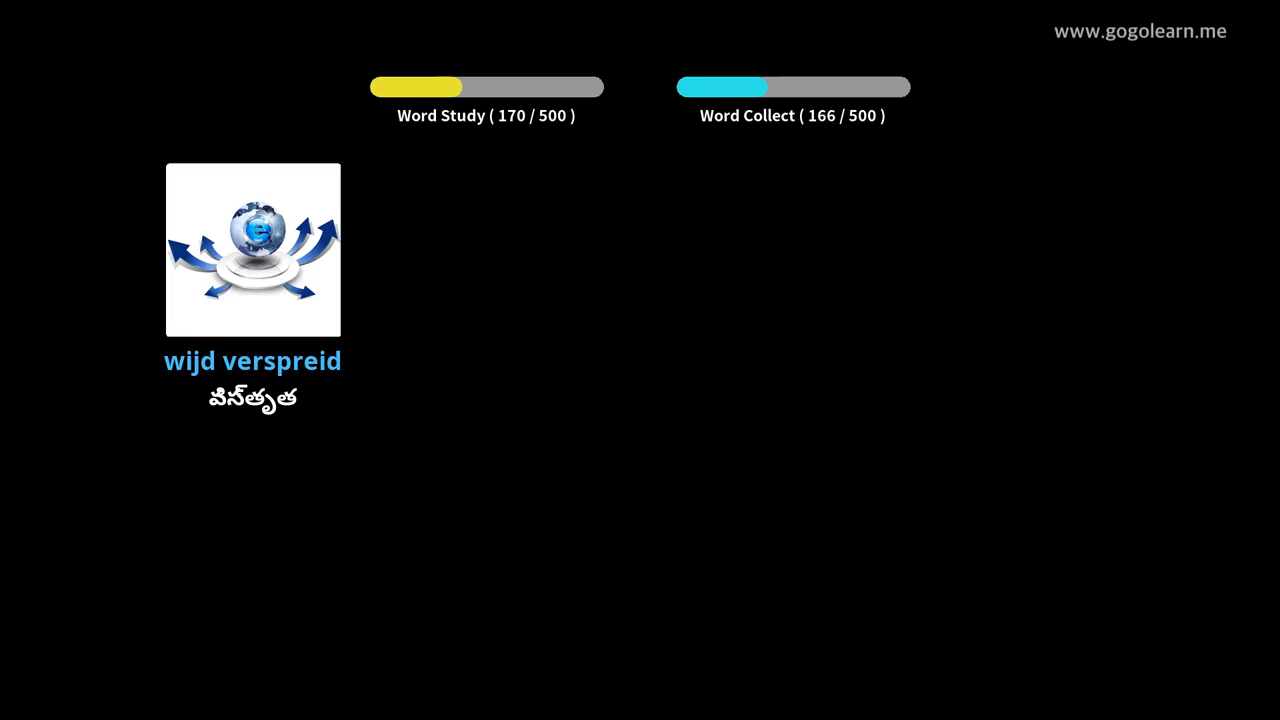 www.gogolearn.me
Word Study ( 170 / 500 )
Word Collect ( 166 / 500 )
e
wijd verspreid
విస్తృత